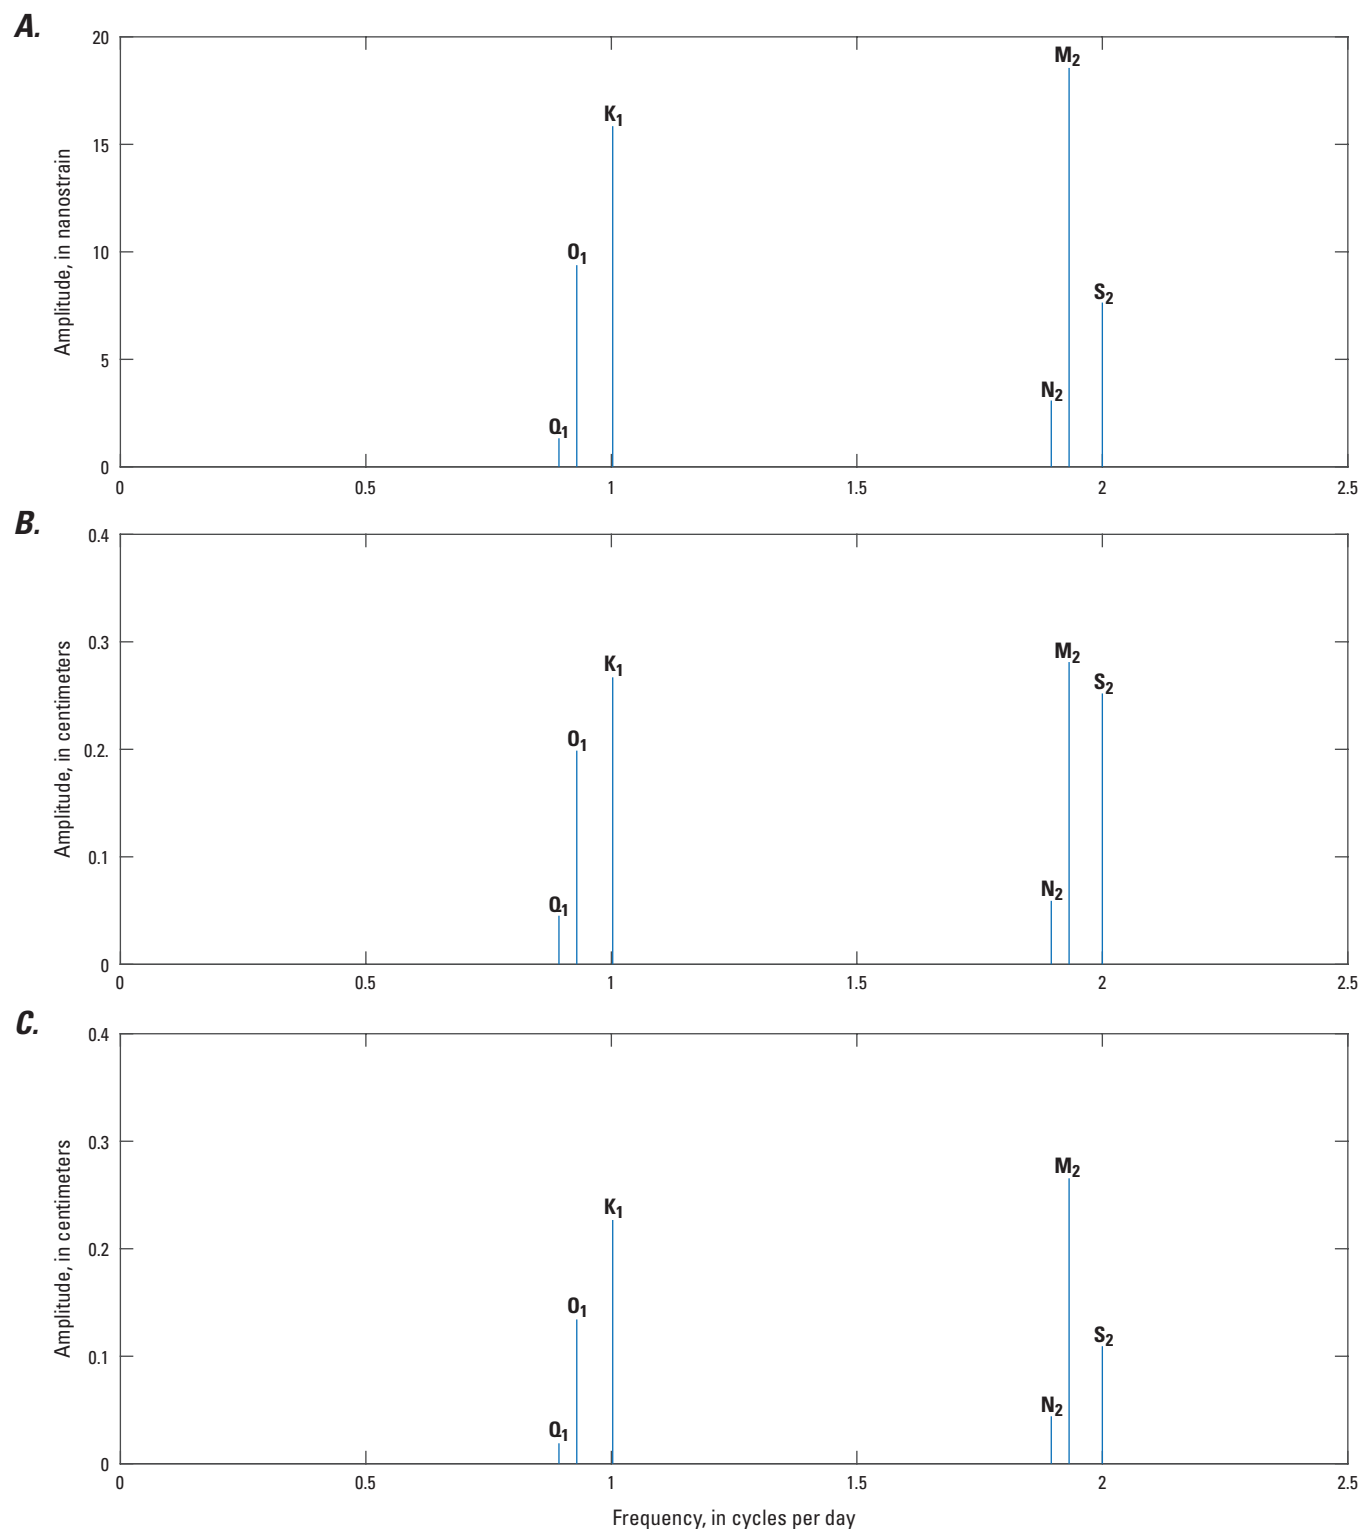 A.
20
15
10
5
0
Amplitude, in nanostrain
Q1
O1
K1
N2
M2
S2
0 0.5 1 1.5 2 2.5
B.
0.4
0.3
0.2.
0.1
0
Amplitude, in centimeters
Q1
O1
K1
N2
M2
S2
0 0.5 1 1.5 2 2.5
C.
0.4
0.3
0.2
0.1
0
Amplitude, in centimeters
Q1
O1
K1
N2
M2
S2
0 0.5 1 1.5 2 2.5
Frequency, in cycles per day